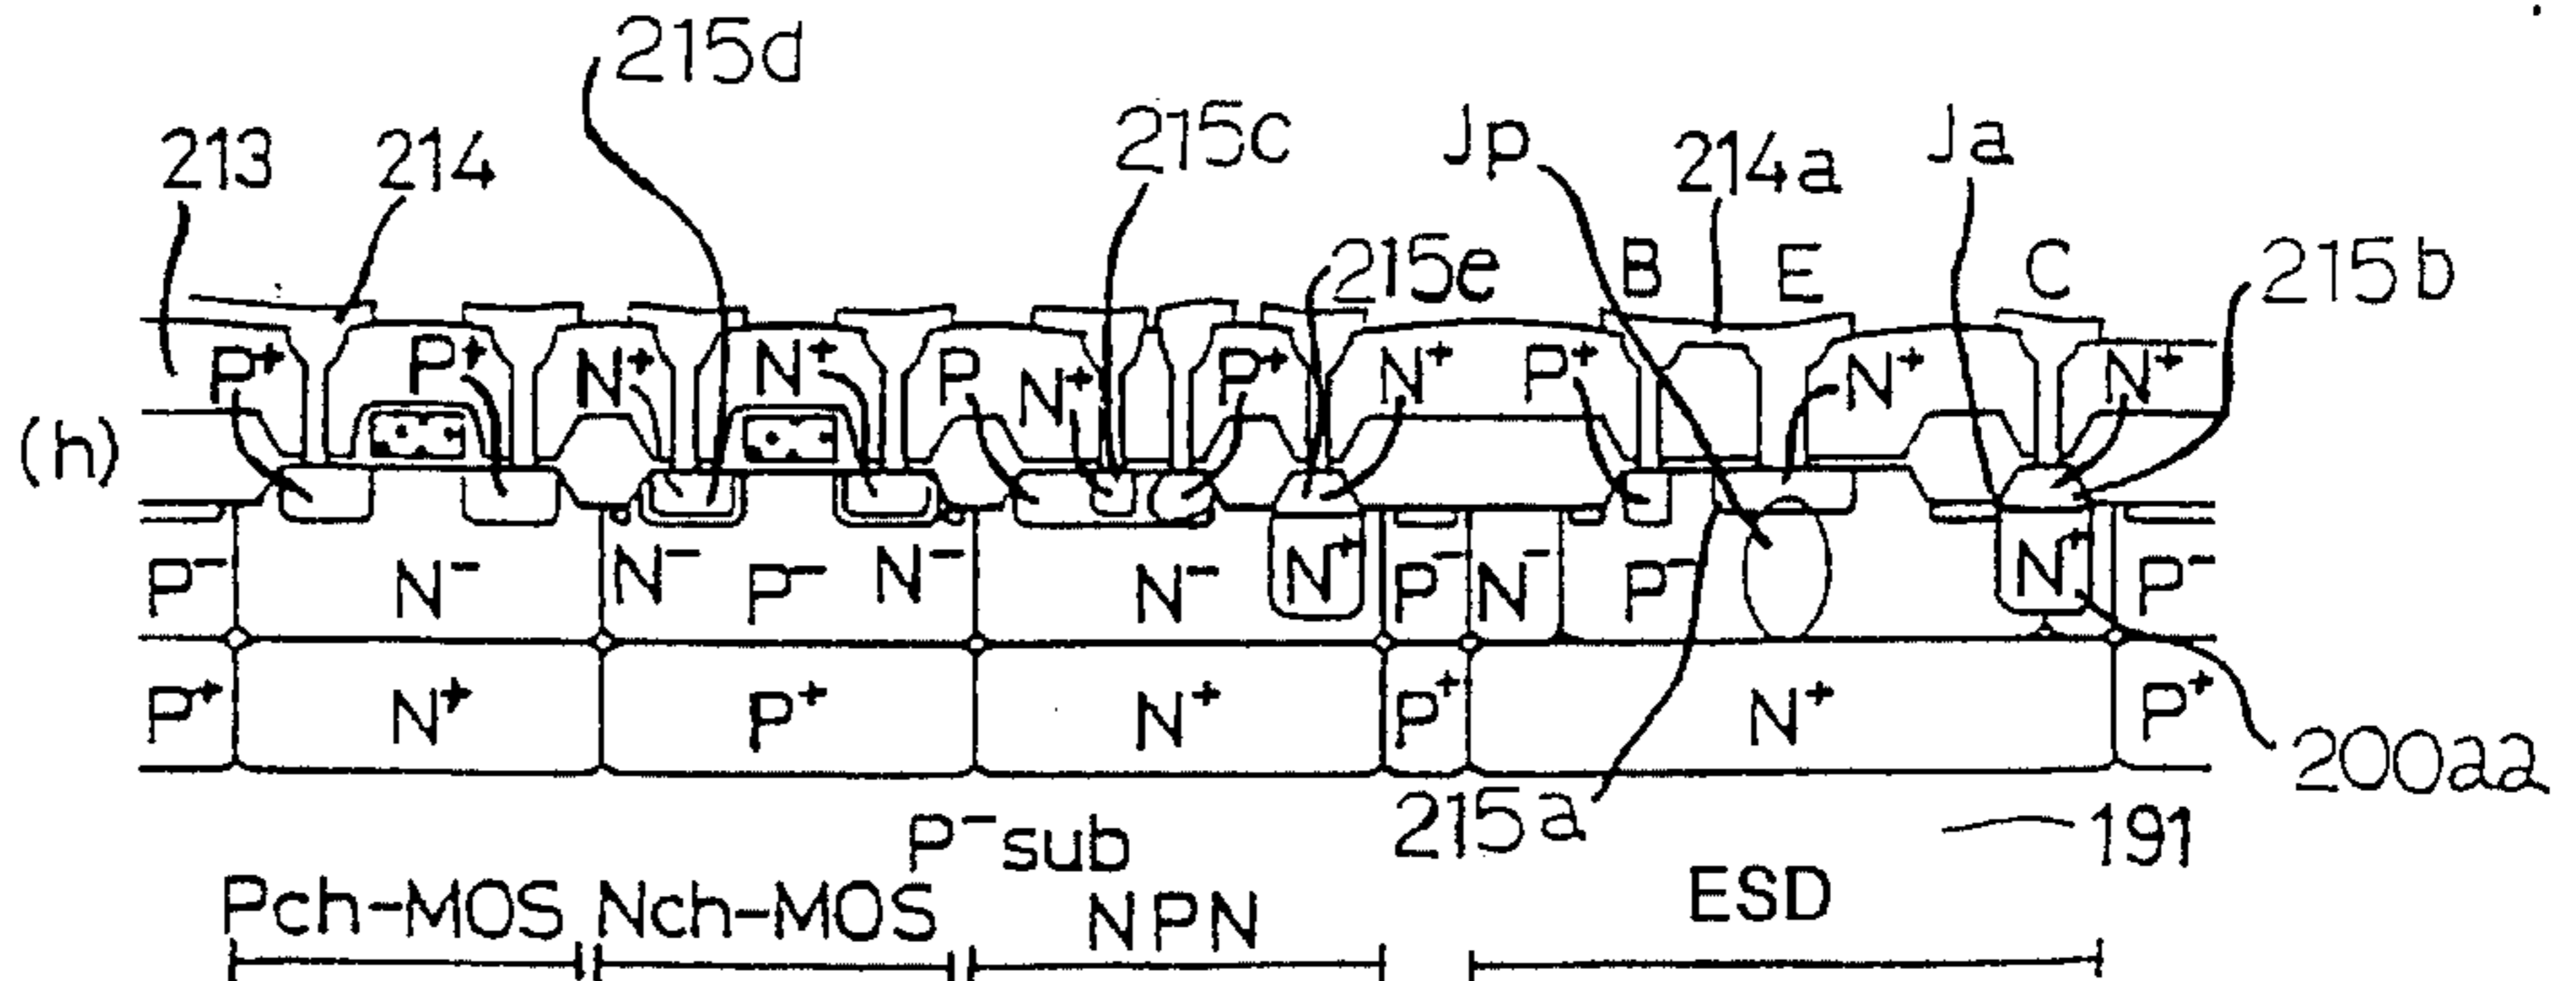 215d
213 214 215c Jp 214a Ja
215e B E C 215b
P+ P+ N+ N+ P N+ P+ N+ P+ N+ N+
(h)
P− N− N− P− N− N− N+ P− N− P− N+ P−
P+ N+ P+ N+ P+ N+ P+
200aa
215a
P−sub 191
Pch-MOS Nch-MOS NPN ESD